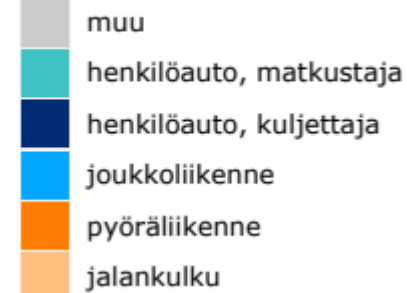 muu
henkilöauto, matkustaja
henkilöauto, kuljettaja
joukkoliikenne
pyöräliikenne
jalankulku